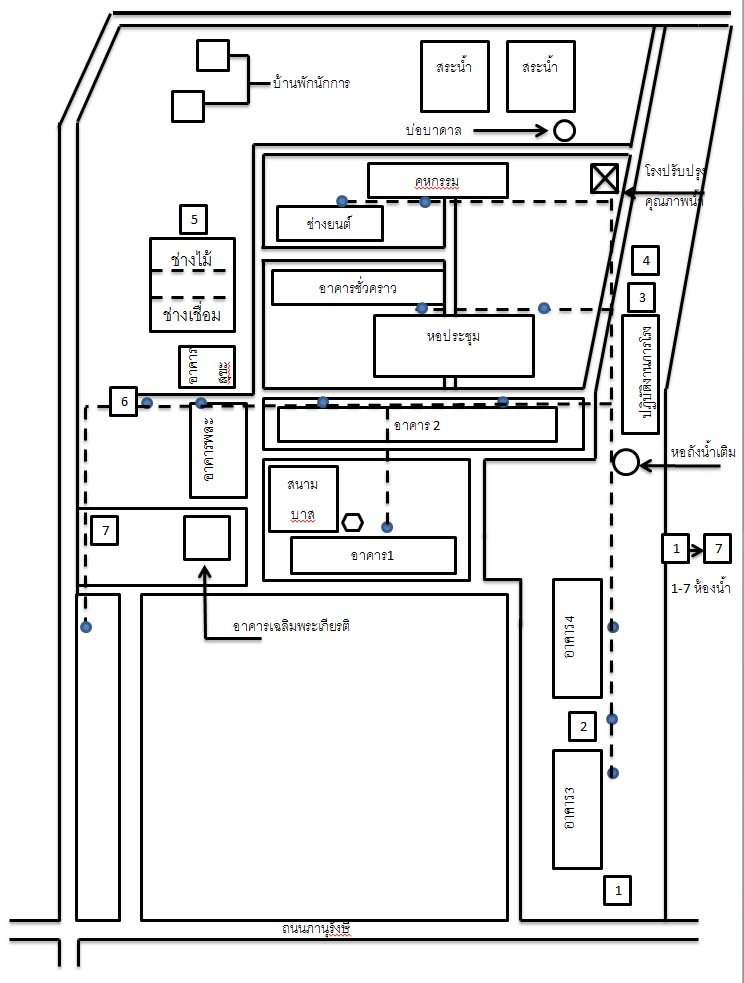 สระน้ำ
สระน้ำ
บ้านพักนักการ
บ่อบาดาล
คหกรรม
โรงปรับปรุง
คุณภาพน้ำ
5
ช่างยนต์
ช่างไม้
4
อาคารชั่วคราว
3
ช่างเชื่อม
หอประชุม
ปฏิบัติงานภารโรง
อาคาร
สุขะ
6
อาคาร 2
อาคารพละ
หอถังน้ำเติม
สนาม
บาส
7
อาคาร1
1
7
1-7 ห้องน้ำ
อาคารเฉลิมพระเกียรติ
อาคาร4
2
อาคาร3
1
ถนนภานุรังษี